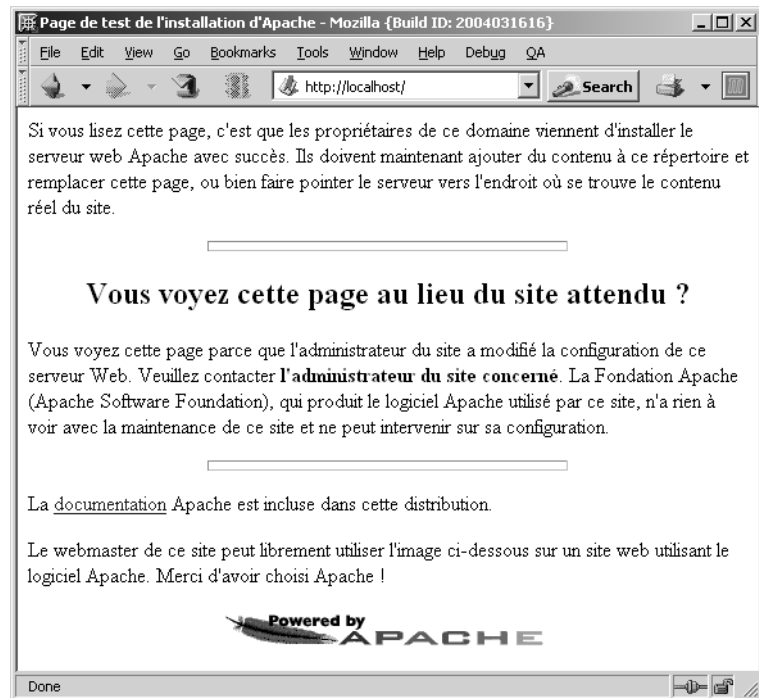 Page de test de l'installation d'Apache - Mozilla {Build ID: 2004031616}
File Edit View Go Bookmarks Tools Window Help Debug QA
http://localhost/ Search
Si vous lisez cette page, c'est que les propriétaires de ce domaine viennent d'installer le
serveur web Apache avec succès. Ils doivent maintenant ajouter du contenu à ce répertoire et
remplacer cette page, ou bien faire pointer le serveur vers l'endroit où se trouve le contenu
réel du site.
Vous voyez cette page au lieu du site attendu ?
Vous voyez cette page parce que l'administrateur du site a modifié la configuration de ce
serveur Web. Veuillez contacter l'administrateur du site concerné. La Fondation Apache
(Apache Software Foundation), qui produit le logiciel Apache utilisé par ce site, n'a rien à
voir avec la maintenance de ce site et ne peut intervenir sur sa configuration.
La documentation Apache est incluse dans cette distribution.
Le webmaster de ce site peut librement utiliser l'image ci-dessous sur un site web utilisant le
logiciel Apache. Merci d'avoir choisi Apache !
Powered by
APACHE
Done